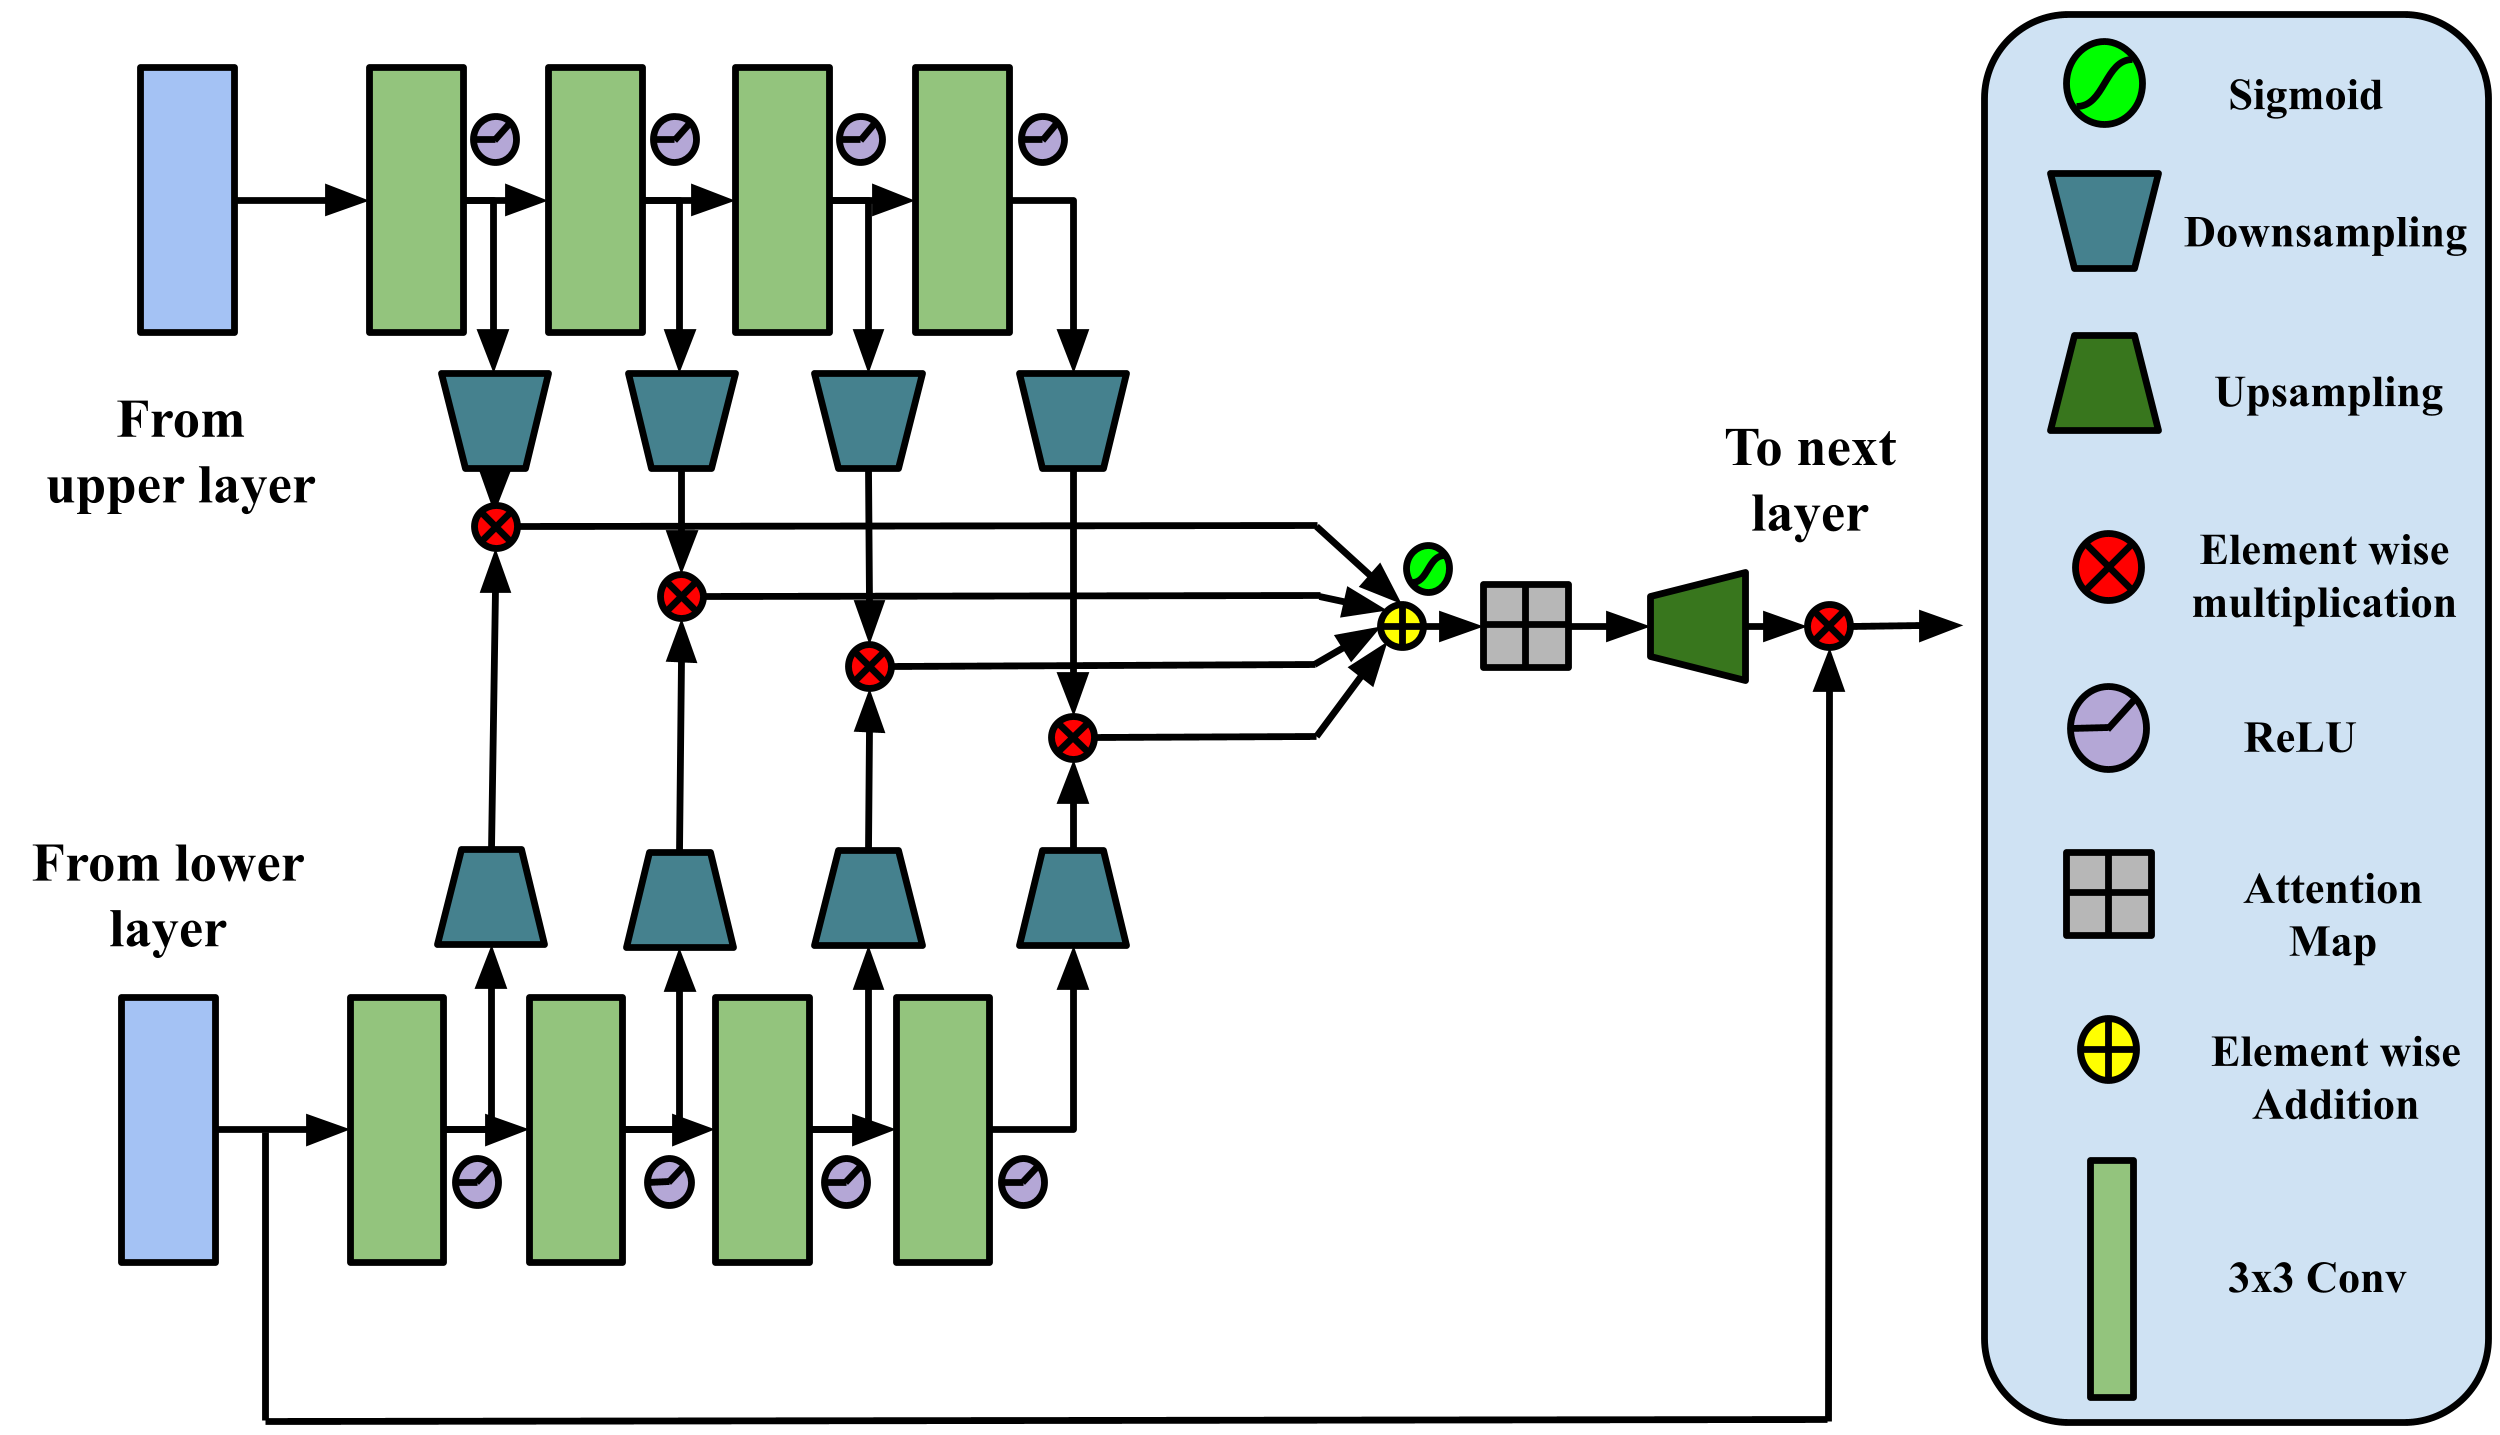 From
upper layer
From lower
layer
To next
layer
Sigmoid
Downsampling
Upsampling
Element wise
multiplication
ReLU
Attention
Map
Element wise
Addition
3x3 Conv